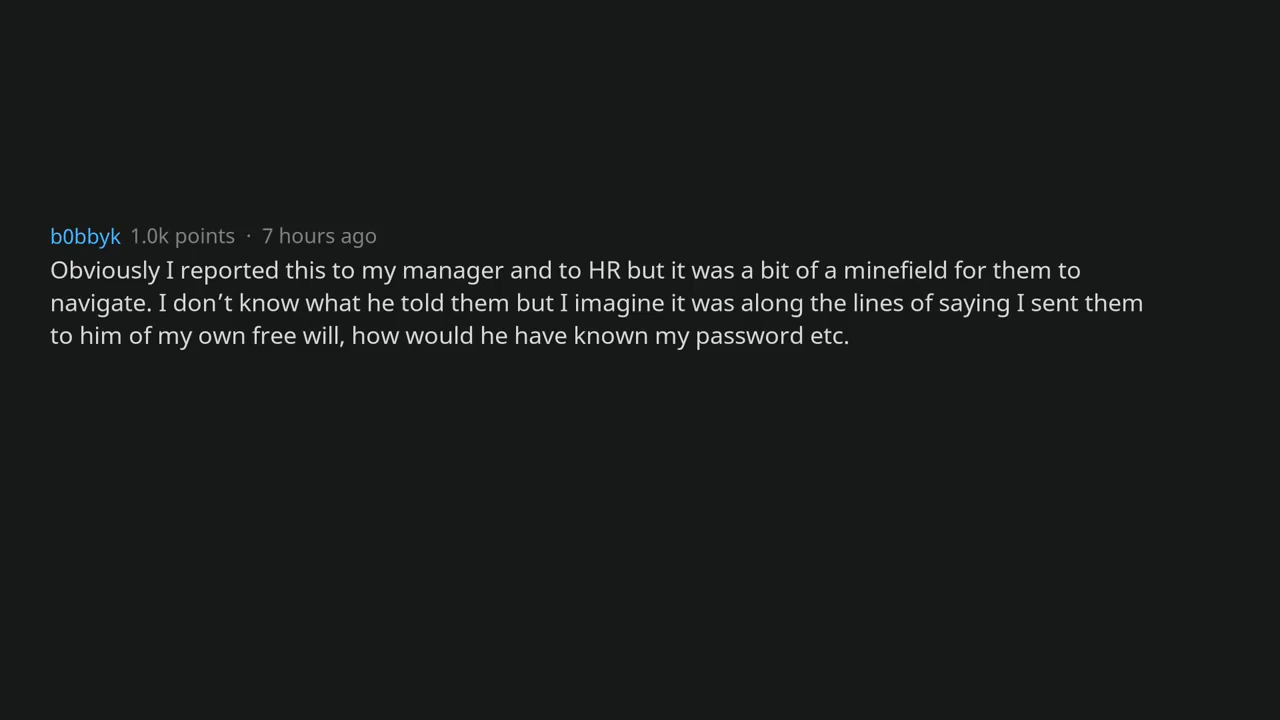 b0bbyk 1.0k points · 7 hours ago
Obviously I reported this to my manager and to HR but it was a bit of a minefield for them to
navigate. I don’t know what he told them but I imagine it was along the lines of saying I sent them
to him of my own free will, how would he have known my password etc.